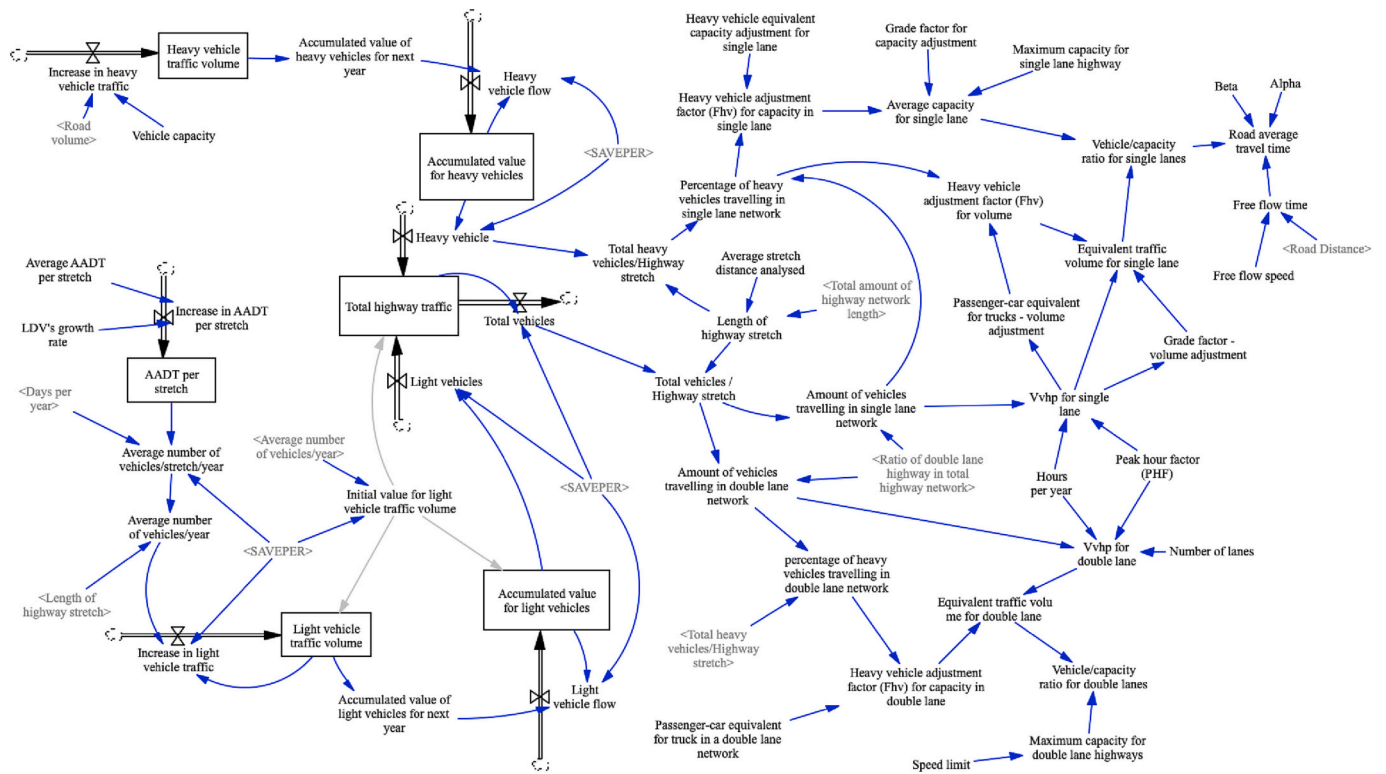 Heavy vehicle
traffic volume
Increase in heavy
vehicle traffic
<Road
volume>
Vehicle capacity
Accumulated value of
heavy vehicles for next
year
Heavy
vehicle flow
Accumulated value
for heavy vehicles
<SAVEPER>
Heavy vehicle
Heavy vehicle equivalent
capacity adjustment for
single lane
Grade factor for
capacity adjustment
Maximum capacity for
single lane highway
Heavy vehicle adjustment
factor (Fhv) for capacity in
single lane
Average capacity
for single lane
Beta
Alpha
Vehicle/capacity
ratio for single lanes
Road average
travel time
Percentage of heavy
vehicles travelling in
single lane network
Heavy vehicle
adjustment factor (Fhv)
for volume
Free flow time
<Road Distance>
Free flow speed
Total heavy
vehicles/Highway
stretch
Equivalent traffic
volume for single lane
Average stretch
distance analysed
<Total amount of
highway network
length>
Length of
highway stretch
Passenger-car equivalent
for trucks - volume
adjustment
Grade factor -
volume adjustment
Average AADT
per stretch
Increase in AADT
per stretch
LDV's growth
rate
AADT per
stretch
Total highway traffic
Total vehicles
Light vehicles
Total vehicles /
Highway stretch
Amount of vehicles
travelling in single lane
network
Vvhp for single
lane
<Days per
year>
Average number of
vehicles/stretch/year
<Average number
of vehicles/year>
Initial value for light
vehicle traffic volume
<SAVEPER>
Amount of vehicles
travelling in double lane
network
<Ratio of double lane
highway in total
highway network>
Hours
per year
Peak hour factor
(PHF)
Average number
of vehicles/year
<SAVEPER>
<Length of
highway stretch>
Vvhp for
double lane
Number of lanes
percentage of heavy
vehicles travelling in
double lane network
Accumulated value
for light vehicles
Equivalent traffic volu
me for double lane
Light vehicle
traffic volume
Increase in light
vehicle traffic
<Total heavy
vehicles/Highway
stretch>
Heavy vehicle adjustment
factor (Fhv) for capacity in
double lane
Vehicle/capacity
ratio for double lanes
Accumulated value of
light vehicles for next
year
Light
vehicle flow
Passenger-car equivalent
for truck in a double lane
network
Maximum capacity for
double lane highways
Speed limit